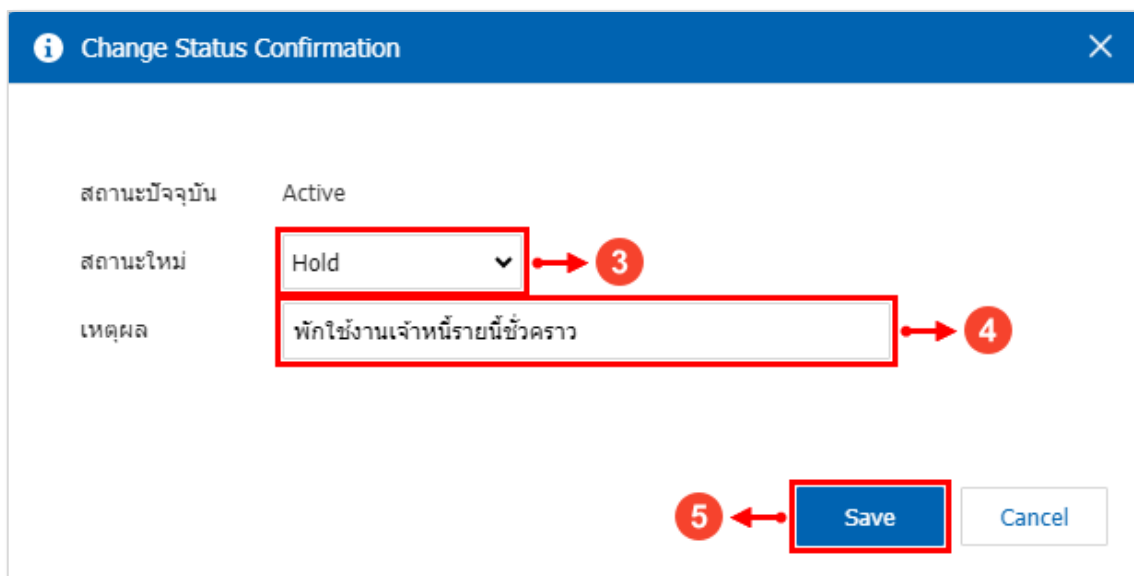 Change Status Confirmation
สถานะปัจจุบัน Active
สถานะใหม่ Hold 3
เหตุผล พักใช้งานเจ้าหนี้รายนี้ชั่วคราว 4
5 Save Cancel